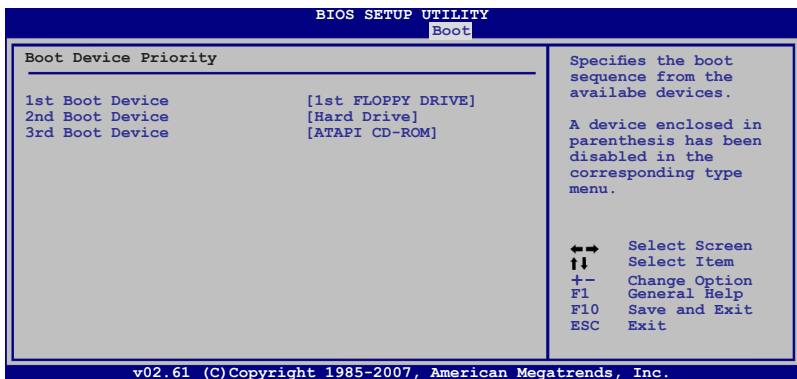 BIOS SETUP UTILITY
Boot
Boot Device Priority
1st Boot Device [1st FLOPPY DRIVE]
2nd Boot Device [Hard Drive]
3rd Boot Device [ATAPI CD-ROM]
Specifies the boot
sequence from the
availabe devices.
A device enclosed in
parenthesis has been
disabled in the
corresponding type
menu.
←→ Select Screen
↑↓ Select Item
+- Change Option
F1 General Help
F10 Save and Exit
ESC Exit
v02.61 (C)Copyright 1985-2007, American Megatrends, Inc.